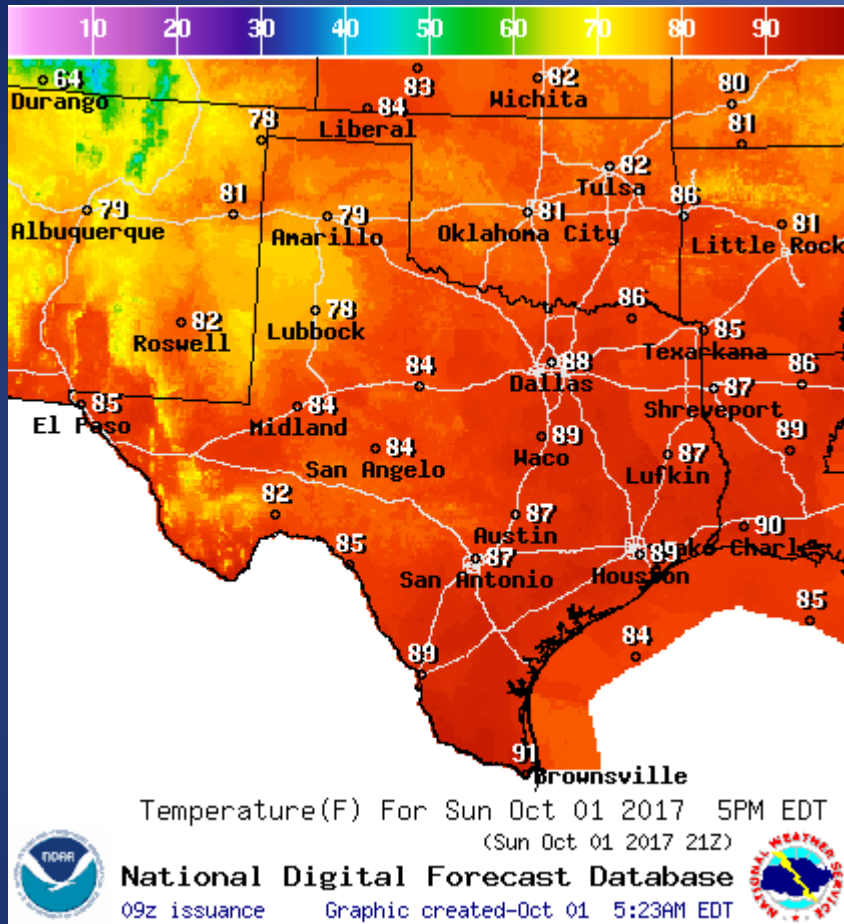 10 20 30 40 50 60 70 80 90
64
Durango
83
82
Wichita
84
Liberal
80
78
81
82
Tulsa
79
Albuquerque
81
79
Amarillo
81
Oklahoma City
86
81
Little Rock
82
Roswell
78
Lubbock
86
85
Texarkana
88
Dallas
84
87
Shreveport
86
85
El Paso
84
Midland
84
San Angelo
89
Waco
87
Lufkin
89
82
87
Austin
90
Lake Charles
85
87
San Antonio
89
Houston
85
84
89
91
Brownsville
Temperature(F) For Sun Oct 01 2017 5PM EDT
(Sun Oct 01 2017 21Z)
noaa
National Digital Forecast Database
09z issuance Graphic created-Oct 01 5:23AM EDT
NATIONAL WEATHER SERVICE